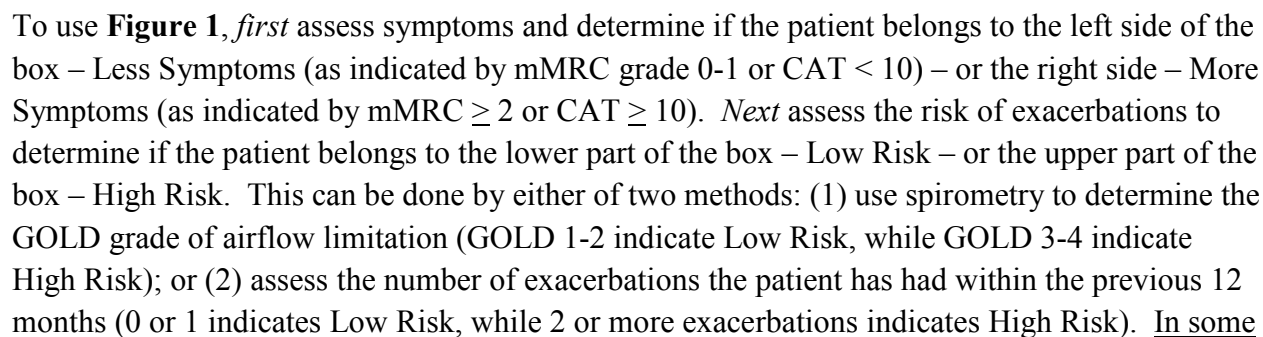 To use Figure 1, first assess symptoms and determine if the patient belongs to the left side of the
box – Less Symptoms (as indicated by mMRC grade 0-1 or CAT < 10) – or the right side – More
Symptoms (as indicated by mMRC ≥ 2 or CAT ≥ 10).  Next assess the risk of exacerbations to
determine if the patient belongs to the lower part of the box – Low Risk – or the upper part of the
box – High Risk.  This can be done by either of two methods: (1) use spirometry to determine the
GOLD grade of airflow limitation (GOLD 1-2 indicate Low Risk, while GOLD 3-4 indicate
High Risk); or (2) assess the number of exacerbations the patient has had within the previous 12
months (0 or 1 indicates Low Risk, while 2 or more exacerbations indicates High Risk).  In some